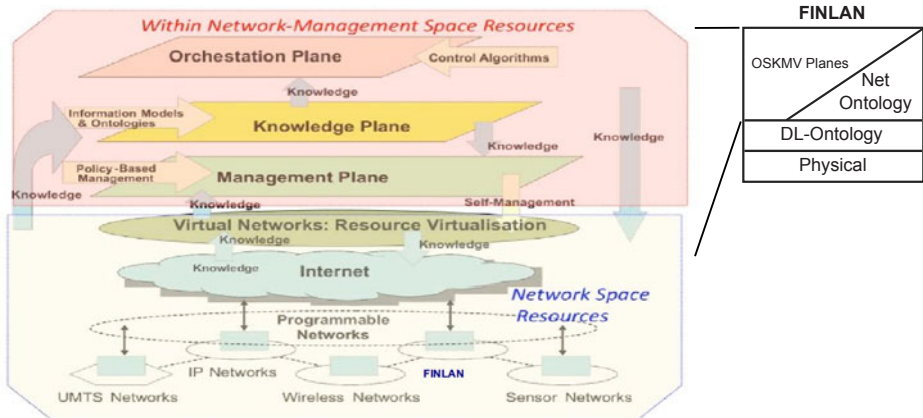 Within Network-Management Space Resources
Orchestation Plane
Control Algorithms
Knowledge
Information Models
& Ontologies
Knowledge Plane
Knowledge
Knowledge
Policy-Based
Management
Management Plane
Knowledge
Knowledge
Self-Management
Virtual Networks: Resource Virtualisation
Knowledge
Knowledge
Knowledge
Internet
Network Space
Resources
Programmable
Networks
IP Networks
FINLAN
UMTS Networks
Wireless Networks
Sensor Networks
FINLAN
OSKMV Planes
Net
Ontology
DL-Ontology
Physical